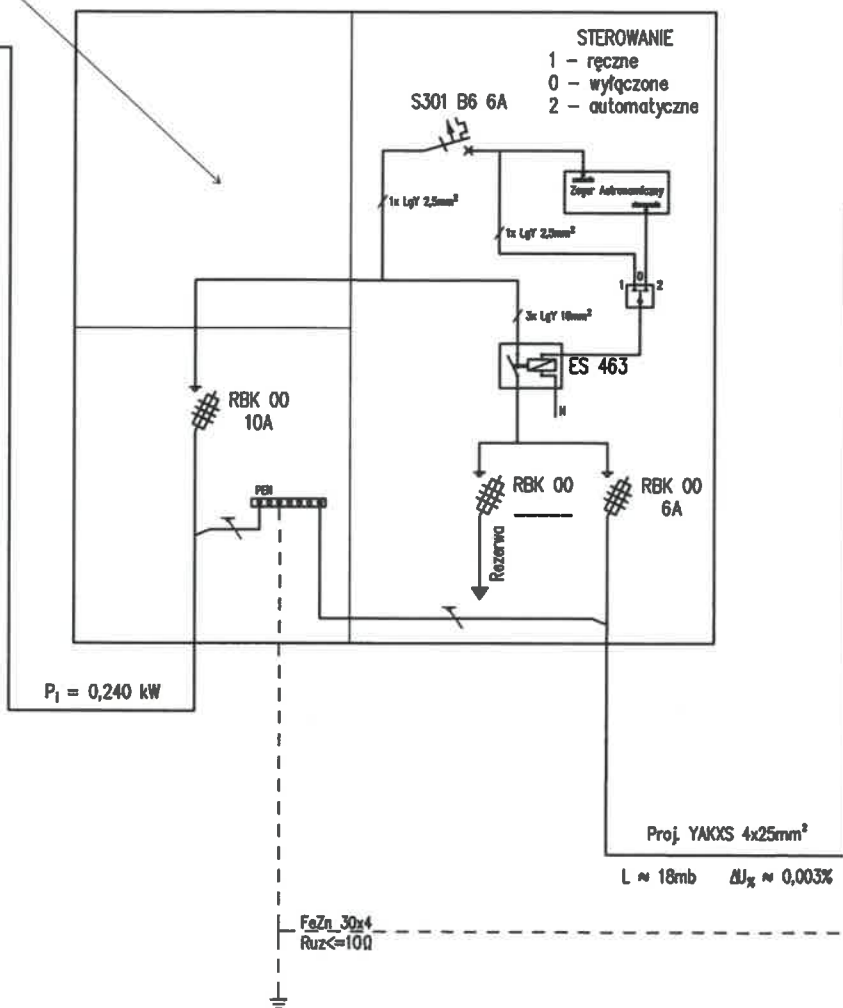 STEROWANIE
1 - ręczne
0 - wyłączone
2 - automatyczne
S301 B6 6A
Zegar Astronomiczny
1x LgY 2,5mm²
1x LgY 2,5mm²
0
1
2
3x LgY 16mm²
ES 463
N
RBK 00
10A
PEN
RBK 00
RBK 00
6A
Rezerwa
P₁ = 0,240 kW
Proj. YAKXS 4x25mm²
L ≈ 18mb ΔU% ≈ 0,003%
FeZn 30x4
Ruz<=10Ω